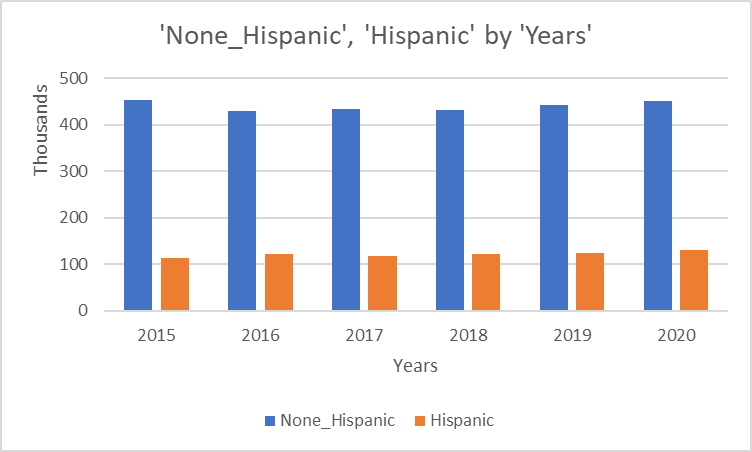 'None_Hispanic', 'Hispanic' by 'Years'
Thousands
500
400
300
200
100
0
2015 2016 2017 2018 2019 2020
Years
None_Hispanic Hispanic